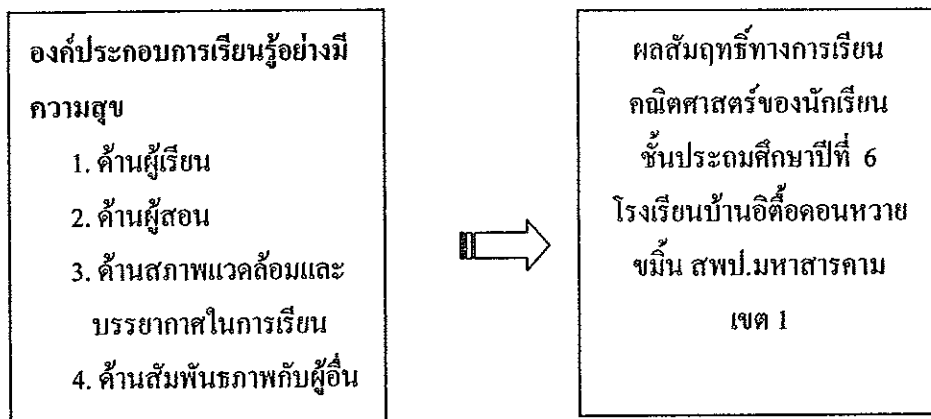 องค์ประกอบการเรียนรู้อย่างมี
ความสุข
1. ด้านผู้เรียน
2. ด้านผู้สอน
3. ด้านสภาพแวดล้อมและ
บรรยากาศในการเรียน
4. ด้านสัมพันธภาพกับผู้อื่น
ผลสัมฤทธิ์ทางการเรียน
คณิตศาสตร์ของนักเรียน
ชั้นประถมศึกษาปีที่ 6
โรงเรียนบ้านอิตื้อดอนหวาย
ขมิ้น สพป.มหาสารคาม
เขต 1